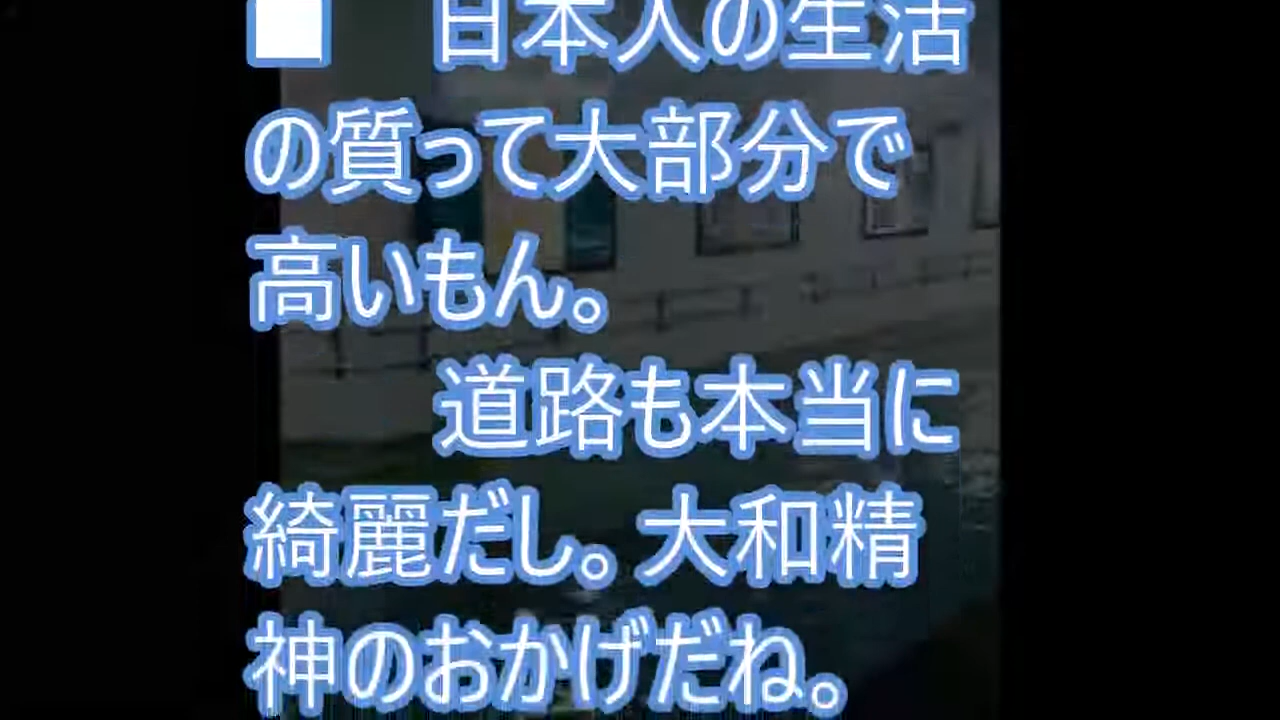 ■　日本人の生活
の質って大部分で
高いもん。
道路も本当に
綺麗だし。大和精
神のおかげだね。